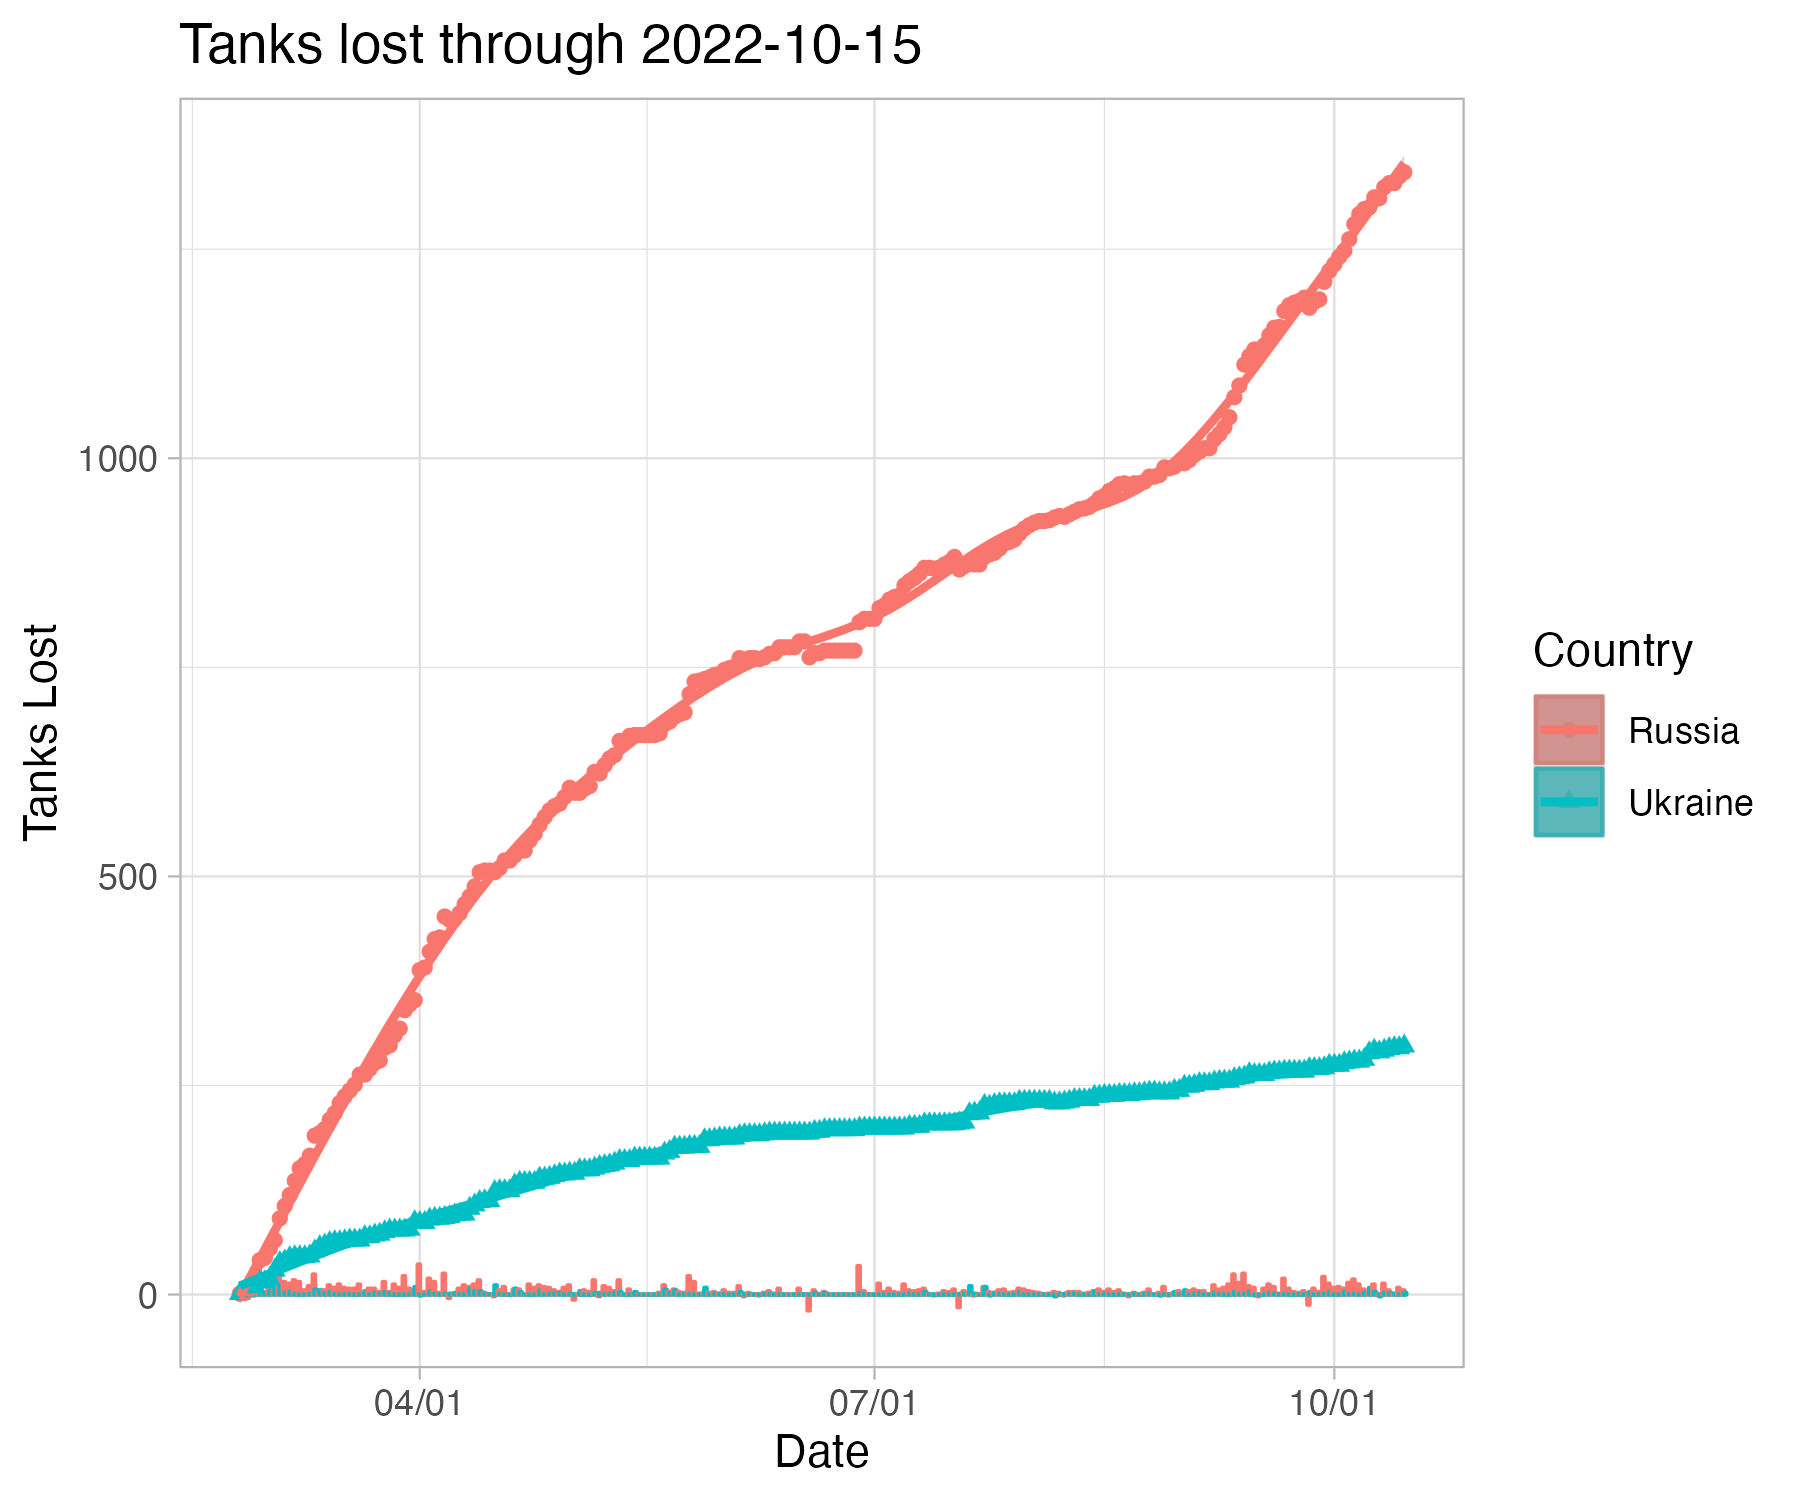 Tanks lost through 2022-10-15
Tanks Lost
1000
500
0
04/01
07/01
10/01
Date
Country
Russia
Ukraine